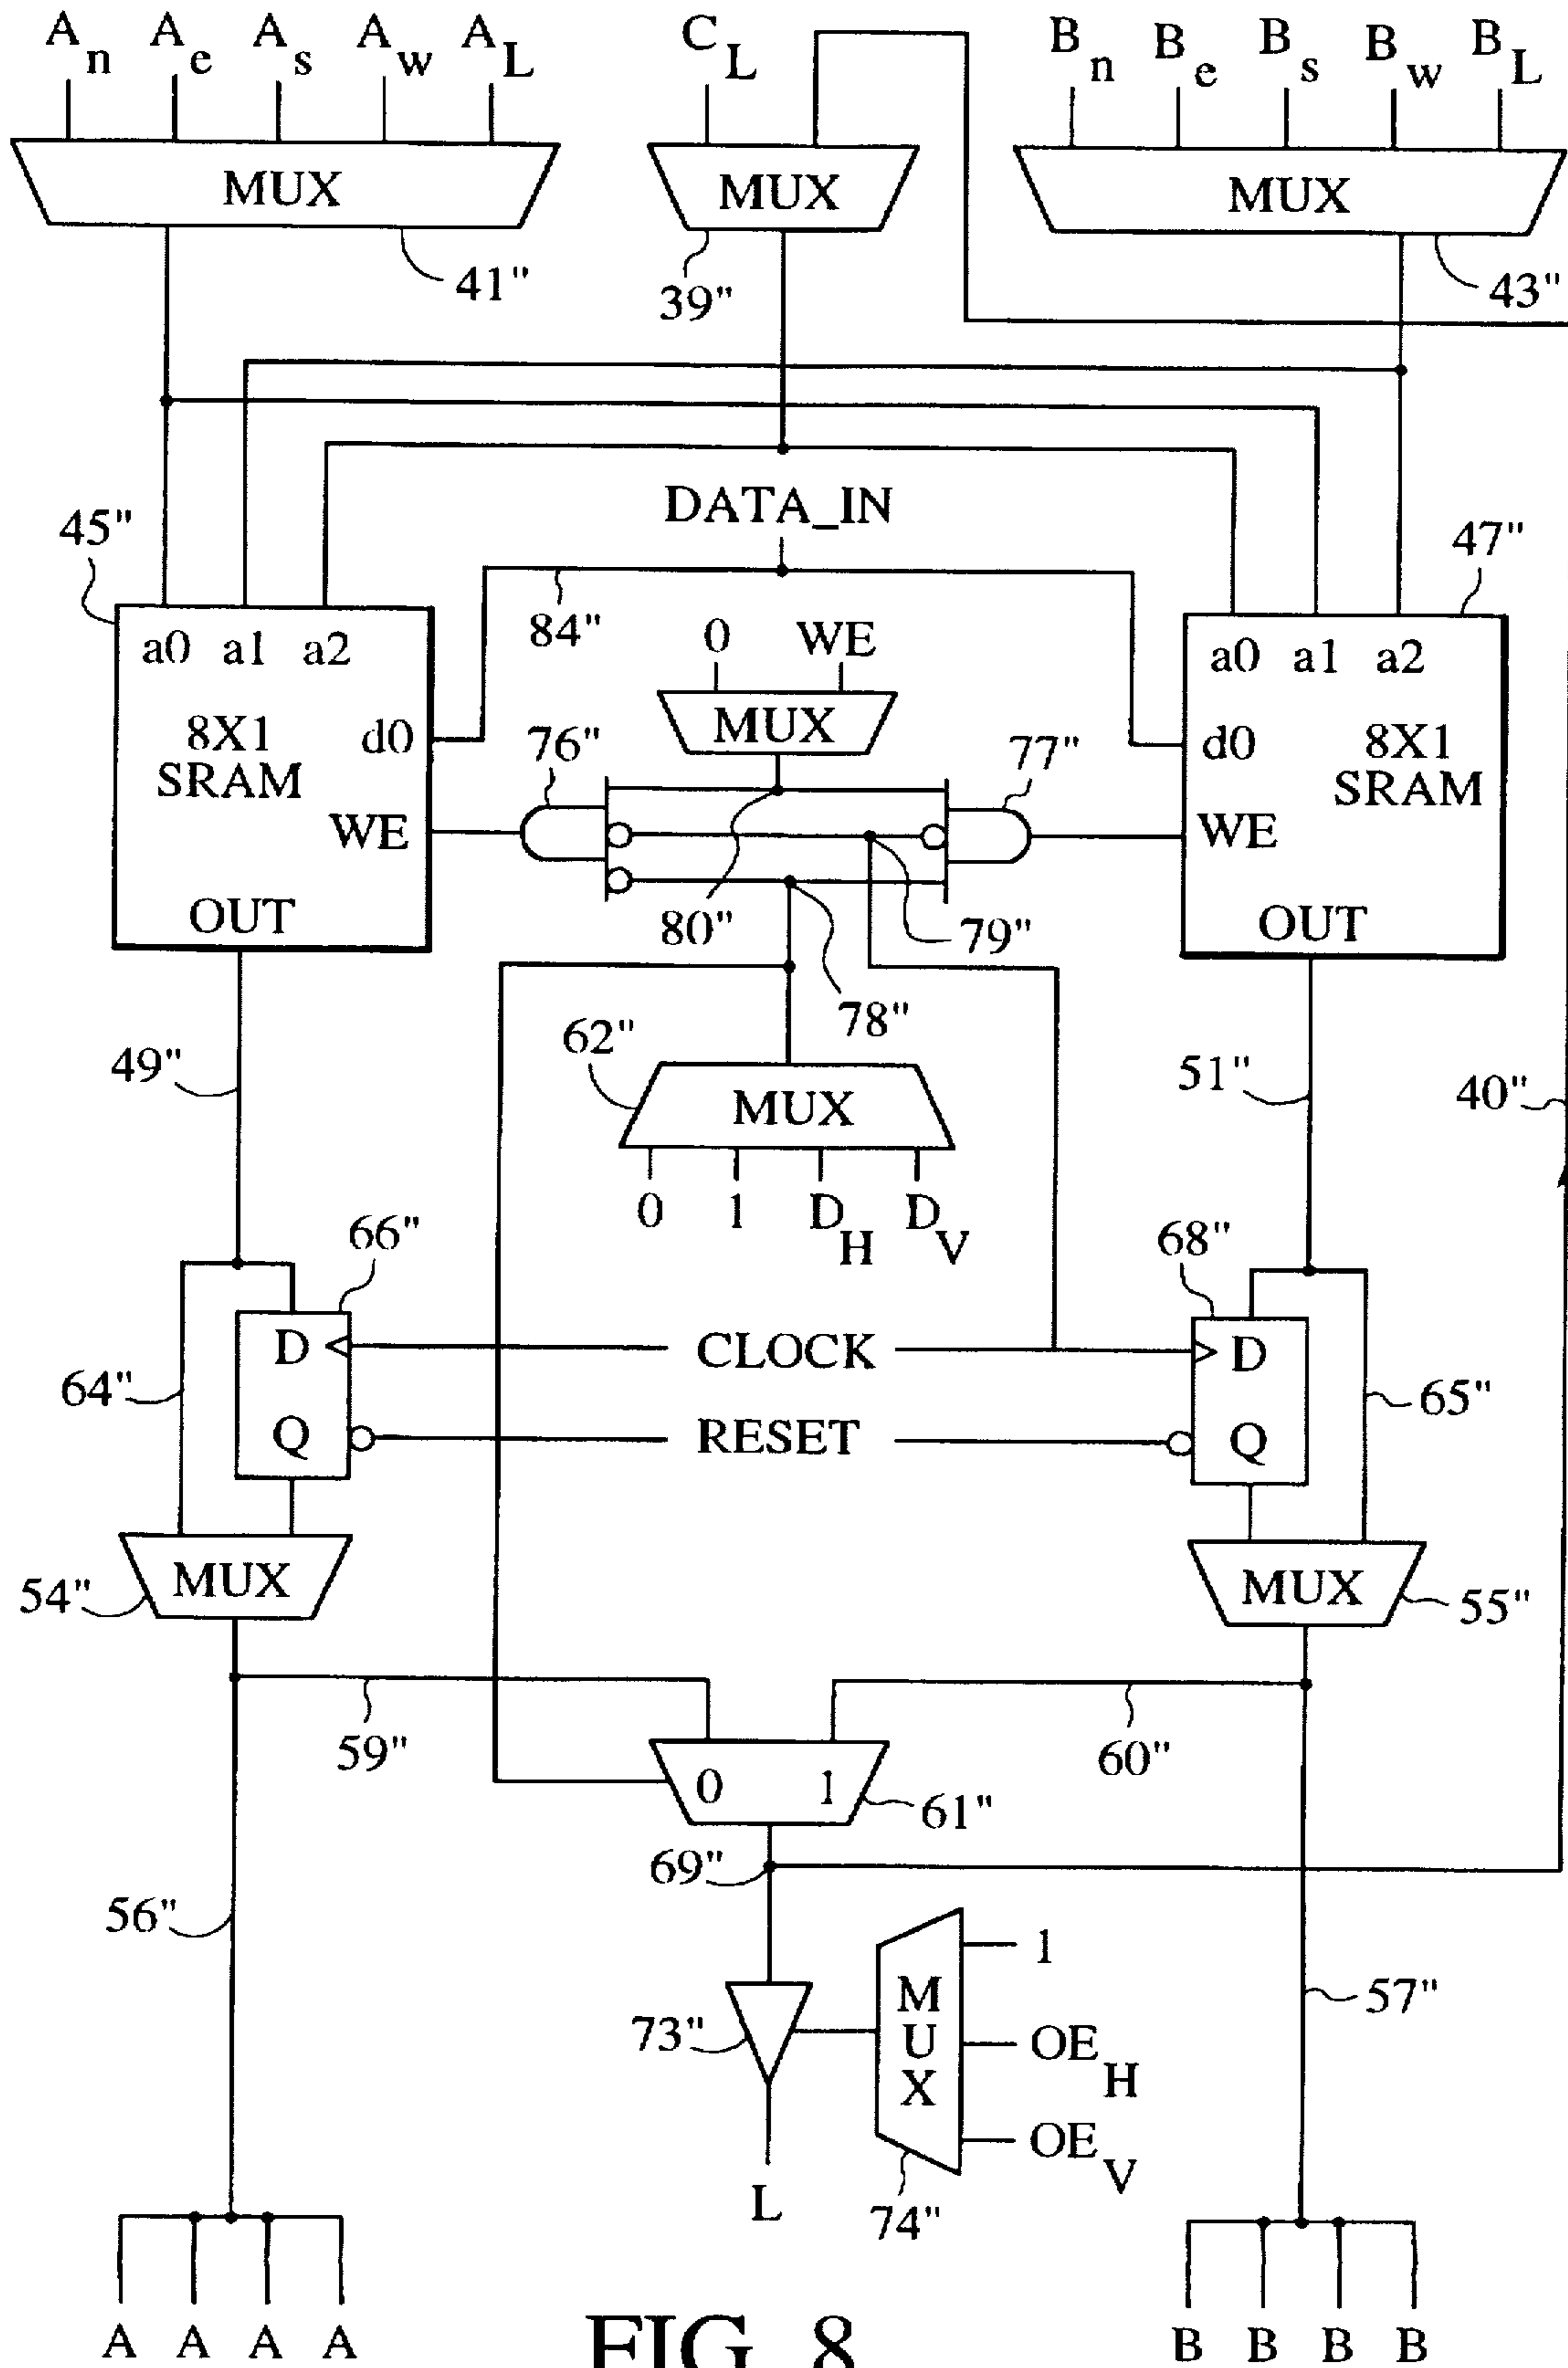 An Ae As Aw AL CL Bn Be Bs Bw BL
MUX MUX MUX
41" 39" 43"
DATA_IN
45" 47"
84"
a0 a1 a2 0 WE a0 a1 a2
MUX
8X1 d0 76" 77" d0 8X1
SRAM SRAM
WE WE
OUT 80" 79" OUT
78"
62"
49" MUX 51" 40"
0 1 DH DV
66" 68"
D CLOCK D
64" 65"
Q RESET Q
MUX MUX
54" 55"
59" 60"
0 1
61"
69"
56"
1
MUX
73" OEH 57"
OEV
L 74"
A A A A B B B B
FIG. 8